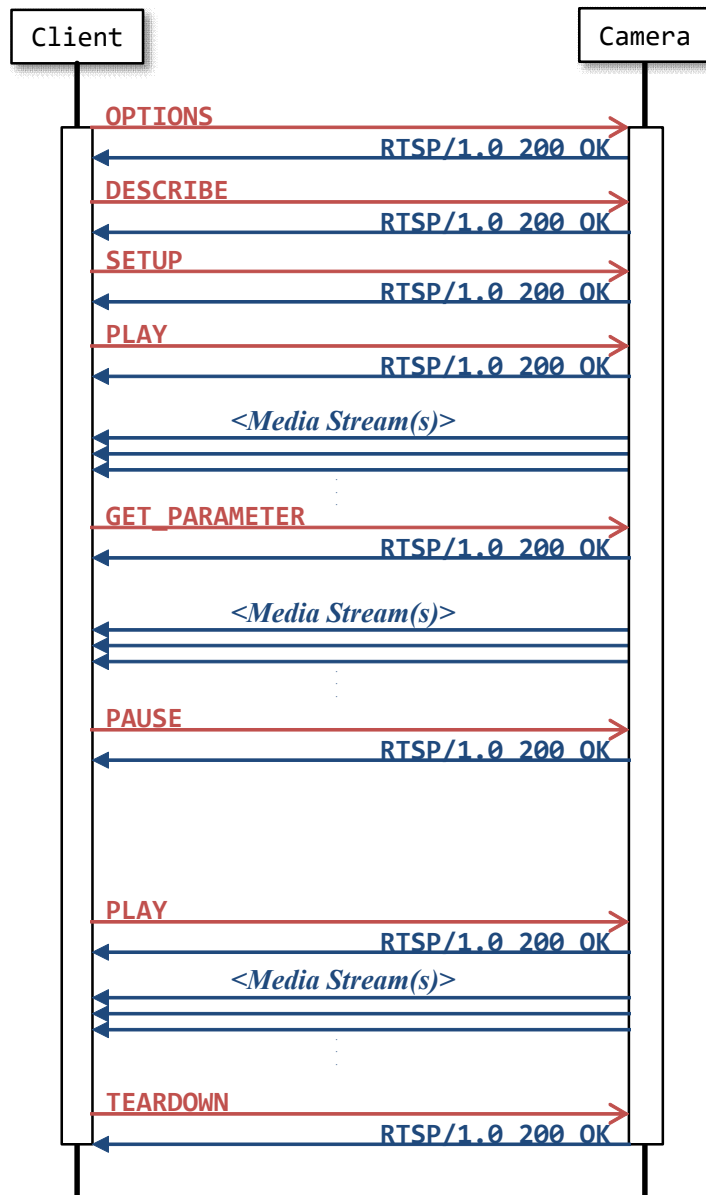 Client
Camera
OPTIONS
RTSP/1.0 200 OK
DESCRIBE
RTSP/1.0 200 OK
SETUP
RTSP/1.0 200 OK
PLAY
RTSP/1.0 200 OK
<Media Stream(s)>
GET_PARAMETER
RTSP/1.0 200 OK
<Media Stream(s)>
PAUSE
RTSP/1.0 200 OK
PLAY
RTSP/1.0 200 OK
<Media Stream(s)>
TEARDOWN
RTSP/1.0 200 OK